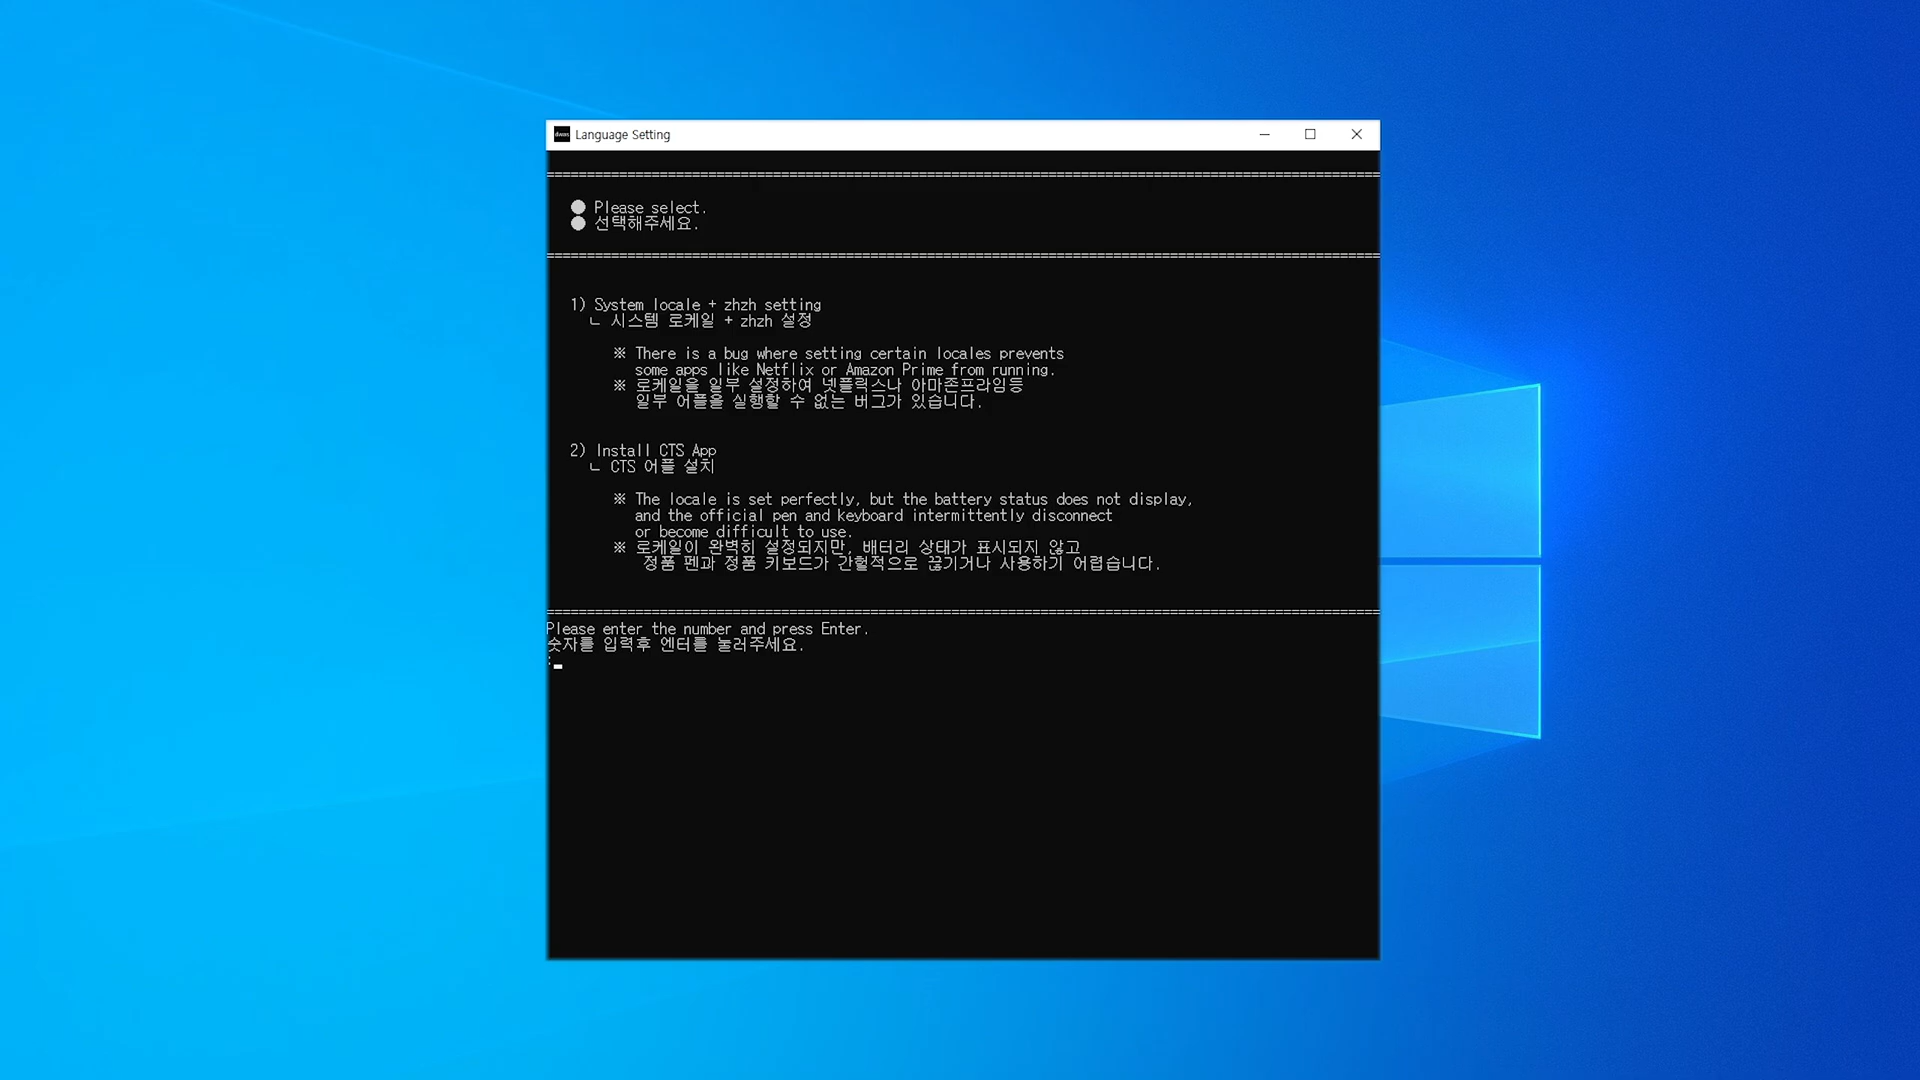 Language Setting
================================================================================
● Please select.
● 선택해주세요.
================================================================================
1) System locale + zhzh setting
ㄴ 시스템 로케일 + zhzh 설정
※ There is a bug where setting certain locales prevents
some apps like Netflix or Amazon Prime from running.
※ 로케일을 일부 설정하여 넷플릭스나 아마존프라임등
일부 어플을 실행할 수 없는 버그가 있습니다.
2) Install CTS App
ㄴ CTS 어플 설치
※ The locale is set perfectly, but the battery status does not display,
and the official pen and keyboard intermittently disconnect
or become difficult to use.
※ 로케일이 완벽히 설정되지만, 배터리 상태가 표시되지 않고
정품 펜과 정품 키보드가 간헐적으로 끊기거나 사용하기 어렵습니다.
================================================================================
Please enter the number and press Enter.
숫자를 입력후 엔터를 눌러주세요.
: